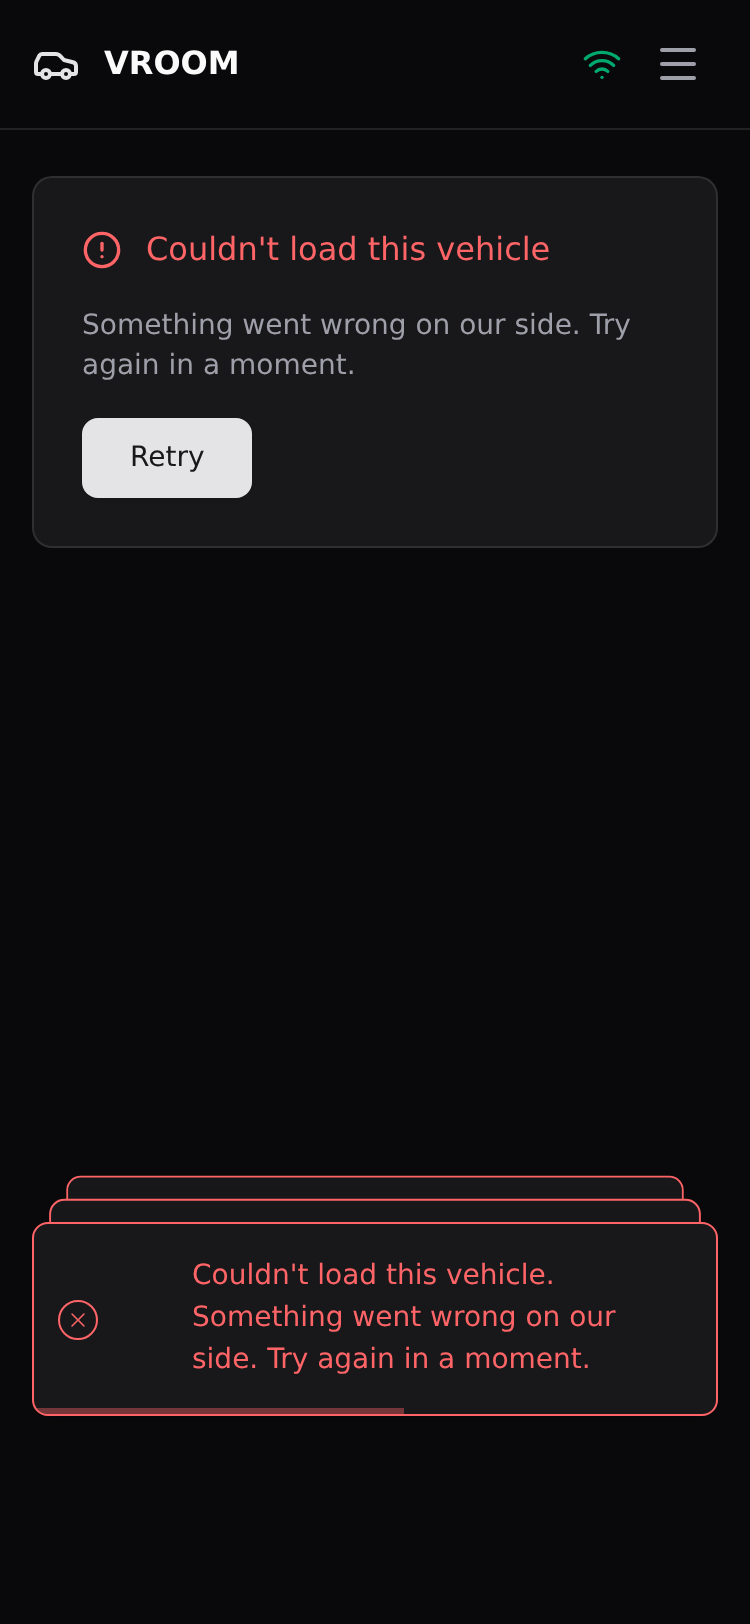 VROOM
Couldn't load this vehicle
Something went wrong on our side. Try
again in a moment.
Retry
Couldn't load this vehicle.
Something went wrong on our
side. Try again in a moment.